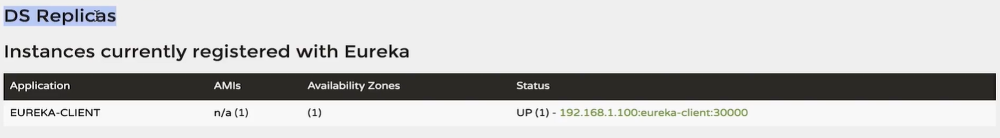 DS Replicas
Instances currently registered with Eureka
Application AMIs Availability Zones Status
EUREKA-CLIENT n/a (1) (1) UP (1) - 192.168.1.100:eureka-client:30000